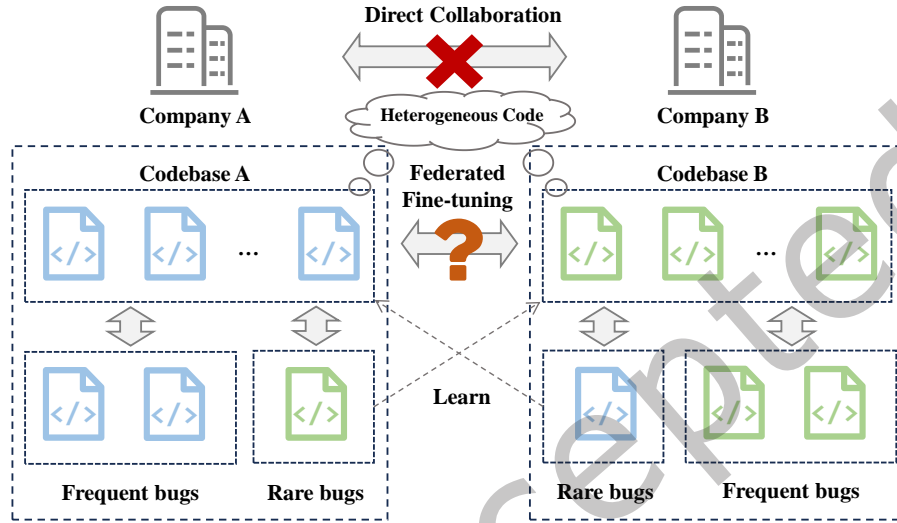 Direct Collaboration
Company A
Company B
Heterogeneous Code
Codebase A
Codebase B
Federated
Fine-tuning
</> </> ... </>
?
</> </> ... </>
</> </> </>
</> </> </>
Learn
Frequent bugs
Rare bugs
Rare bugs
Frequent bugs